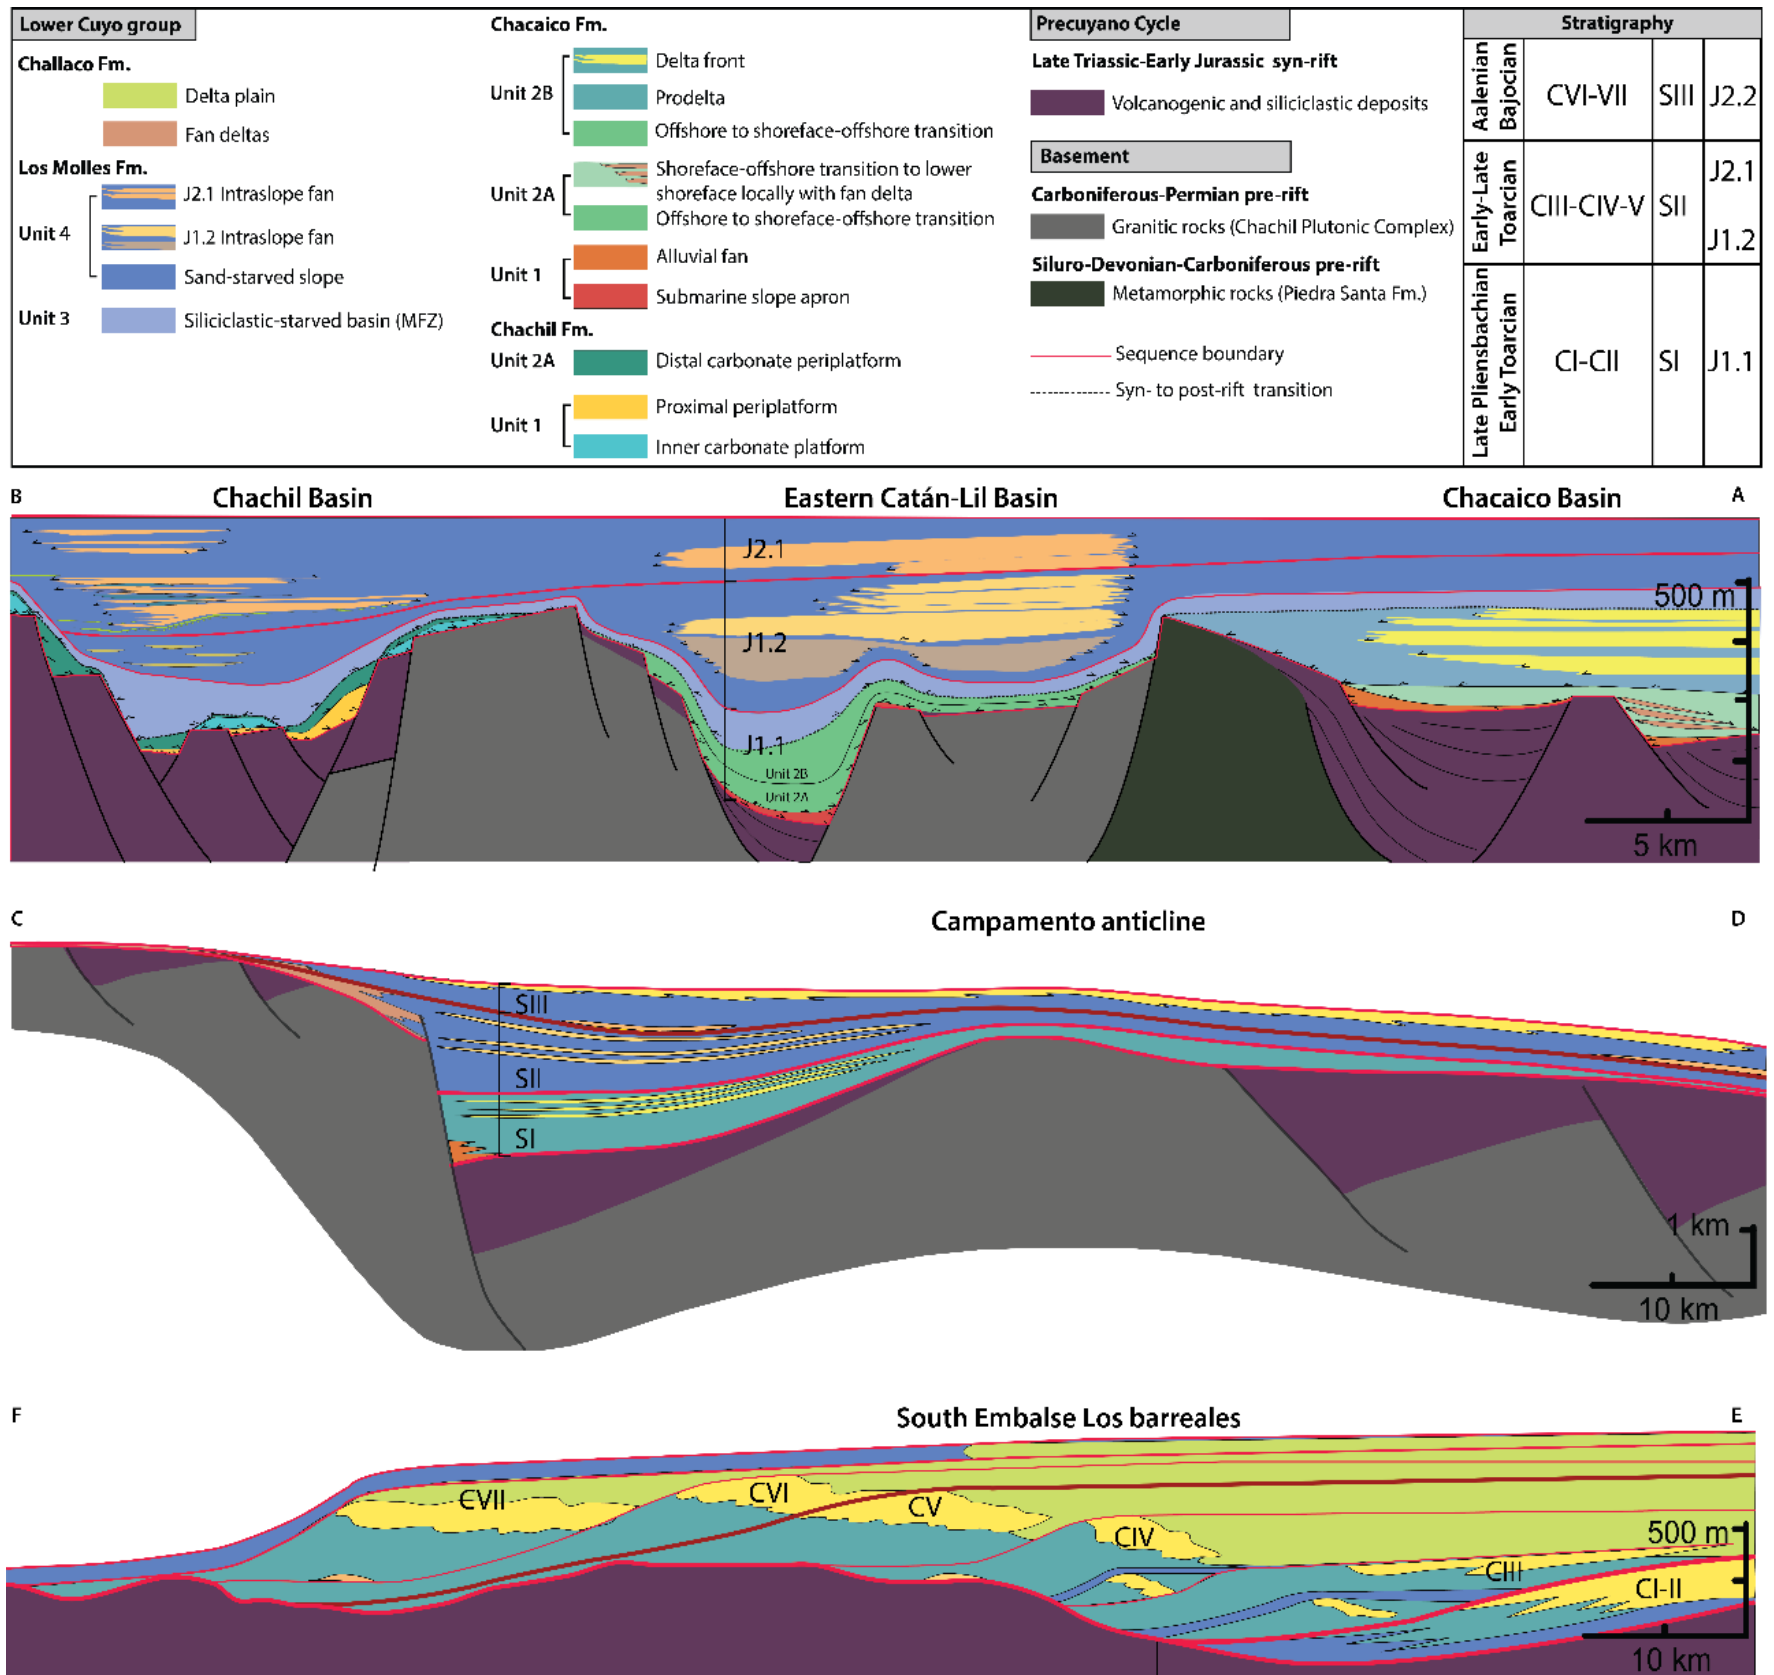 Lower Cuyo group
Challaco Fm.
Delta plain
Fan deltas
Los Molles Fm.
Unit 4
J2.1 Intraslope fan
J1.2 Intraslope fan
Sand-starved slope
Unit 3
Siliciclastic-starved basin (MFZ)
Chacaico Fm.
Unit 2B
Delta front
Prodelta
Offshore to shoreface-offshore transition
Unit 2A
Shoreface-offshore transition to lower
shoreface locally with fan delta
Offshore to shoreface-offshore transition
Unit 1
Alluvial fan
Submarine slope apron
Chachil Fm.
Unit 2A
Distal carbonate periplatform
Unit 1
Proximal periplatform
Inner carbonate platform
Precuyano Cycle
Late Triassic-Early Jurassic syn-rift
Volcanogenic and siliciclastic deposits
Basement
Carboniferous-Permian pre-rift
Granitic rocks (Chachil Plutonic Complex)
Siluro-Devonian-Carboniferous pre-rift
Metamorphic rocks (Piedra Santa Fm.)
Sequence boundary
Syn- to post-rift transition
Stratigraphy
Aalenian
Bajocian
CVI-VII
SIII
J2.2
Early-Late
Toarcian
CIII-CIV-V
SII
J2.1
J1.2
Late Pliensbachian
Early Toarcian
CI-CII
SI
J1.1
B
Chachil Basin
Eastern Catán-Lil Basin
Chacaico Basin
A
J2.1
J1.2
J1.1
Unit 2B
Unit 2A
500 m
5 km
C
Campamento anticline
D
SIII
SII
SI
1 km
10 km
F
South Embalse Los barreales
E
CVII
CVI
CV
CIV
CIII
CI-II
500 m
10 km